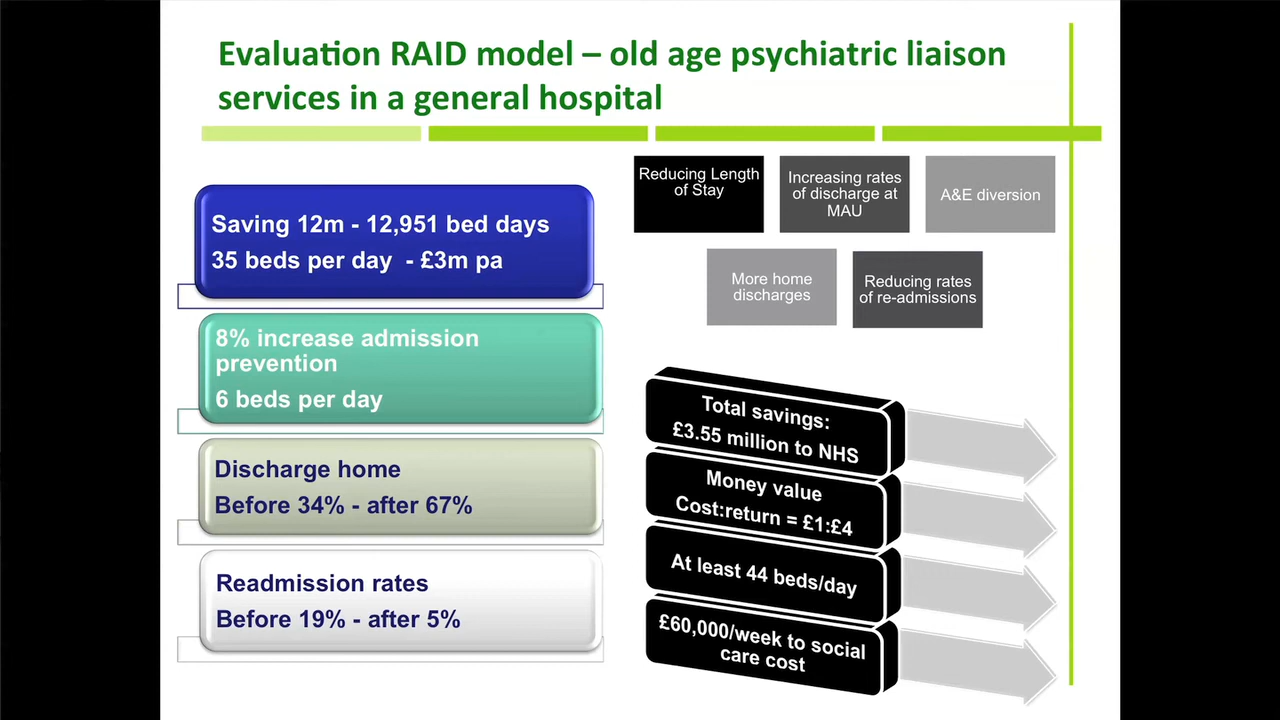 Evaluation RAID model – old age psychiatric liaison
services in a general hospital
Saving 12m - 12,951 bed days
35 beds per day  - £3m pa
8% increase admission
prevention
6 beds per day
Discharge home
Before 34% - after 67%
Readmission rates
Before 19% - after 5%
Reducing Length
of Stay
Increasing rates
of discharge at
MAU
A&E diversion
More home
discharges
Reducing rates
of re-admissions
Total savings:
£3.55 million to NHS
Money value
Cost:return = £1:£4
At least 44 beds/day
£60,000/week to social
care cost